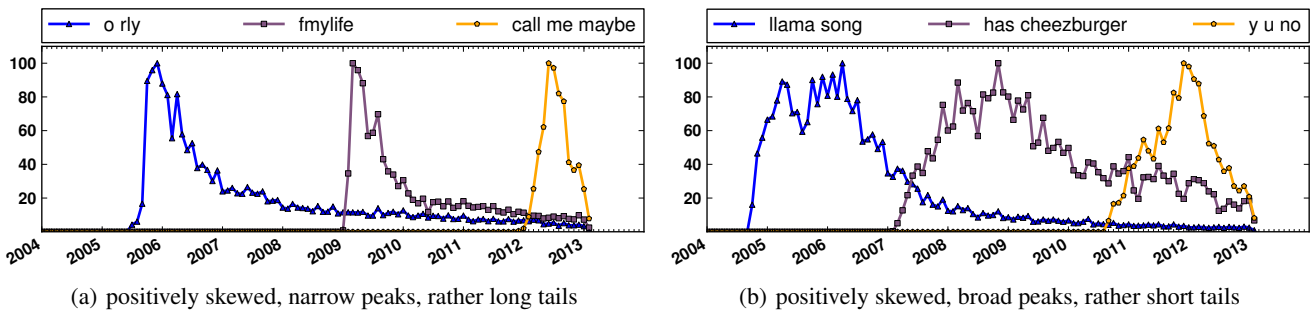 o rly fmylife call me maybe
100
80
60
40
20
2004 2005 2006 2007 2008 2009 2010 2011 2012 2013
(a) positively skewed, narrow peaks, rather long tails
llama song has cheezburger y u no
100
80
60
40
20
2004 2005 2006 2007 2008 2009 2010 2011 2012 2013
(b) positively skewed, broad peaks, rather short tails